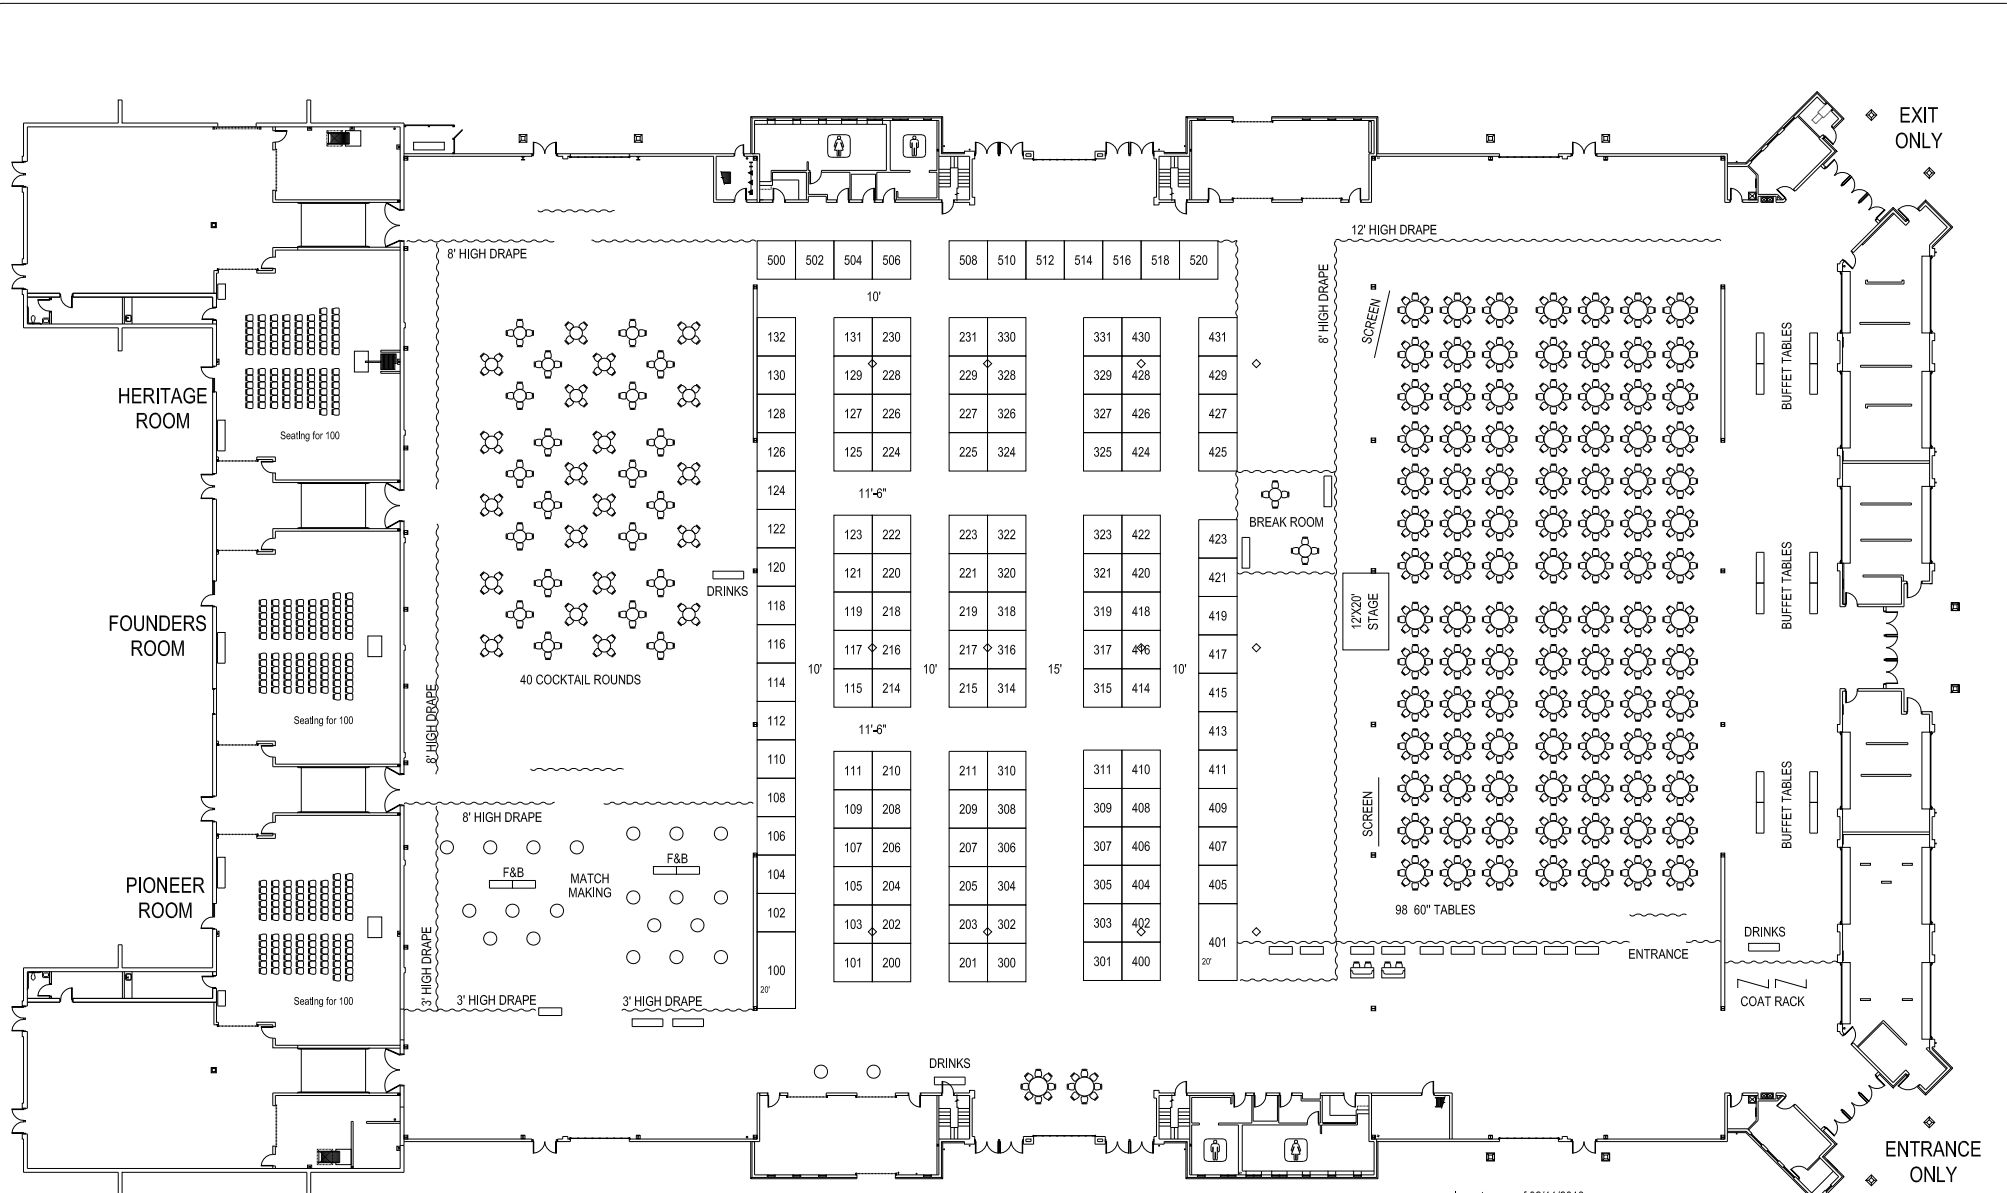 EXIT
ONLY
12' HIGH DRAPE
8' HIGH DRAPE
500 502 504 506 508 510 512 514 516 518 520
10'
8' HIGH DRAPE
SCREEN
132 131 230 231 330 331 430 431
130 129 228 229 328 329 428 429
128 127 226 227 326 327 426 427
126 125 224 225 324 325 424 425
BUFFET TABLES
HERITAGE
ROOM
Seating for 100
124 11'-6"
BREAK ROOM
122 123 222 223 322 323 422 423
120 121 220 221 320 321 420 421
118 119 218 219 318 319 418 419
116 117 216 217 316 317 416 417
114 115 214 215 314 315 414 415
10' 10' 15' 10'
DRINKS
12'X20'
STAGE
BUFFET TABLES
FOUNDERS
ROOM
Seating for 100
40 COCKTAIL ROUNDS
8' HIGH DRAPE
112 11'-6" 413
110 111 210 211 310 311 410 411
108 109 208 209 308 309 408 409
106 107 206 207 306 307 406 407
104 105 204 205 304 305 404 405
102 103 202 203 302 303 402
100 101 200 201 300 301 400 401
20' 20'
SCREEN
BUFFET TABLES
8' HIGH DRAPE
F&B
F&B
MATCH
MAKING
PIONEER
ROOM
Seating for 100
98 60" TABLES
3' HIGH DRAPE
3' HIGH DRAPE
3' HIGH DRAPE
ENTRANCE
DRINKS
COAT RACK
DRINKS
ENTRANCE
ONLY